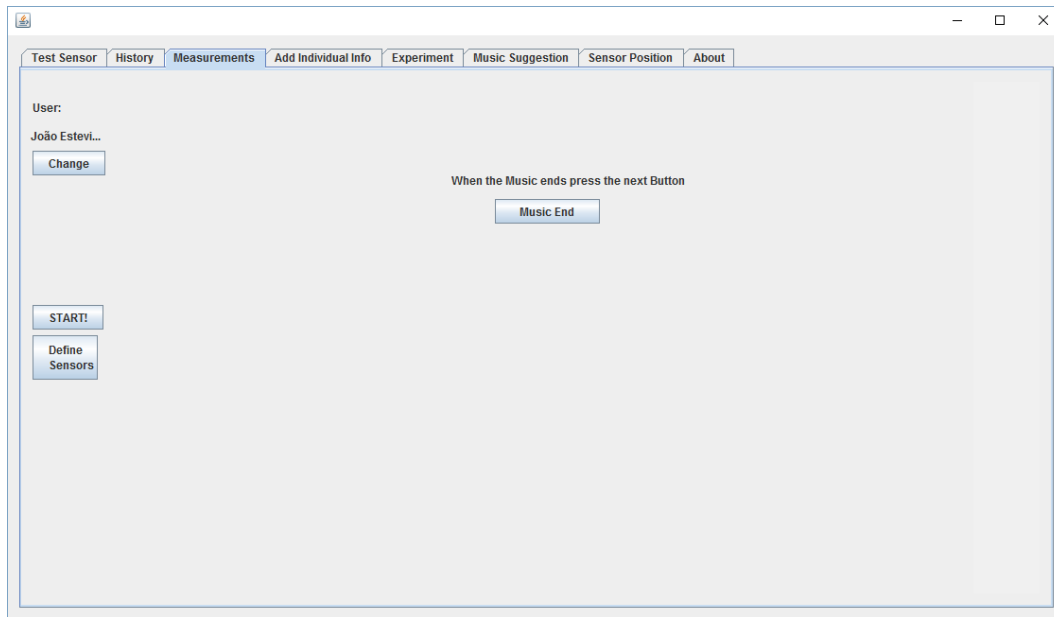 Test Sensor History Measurements Add Individual Info Experiment Music Suggestion Sensor Position About
User:
João Estevi...
Change
When the Music ends press the next Button
Music End
START!
Define
Sensors